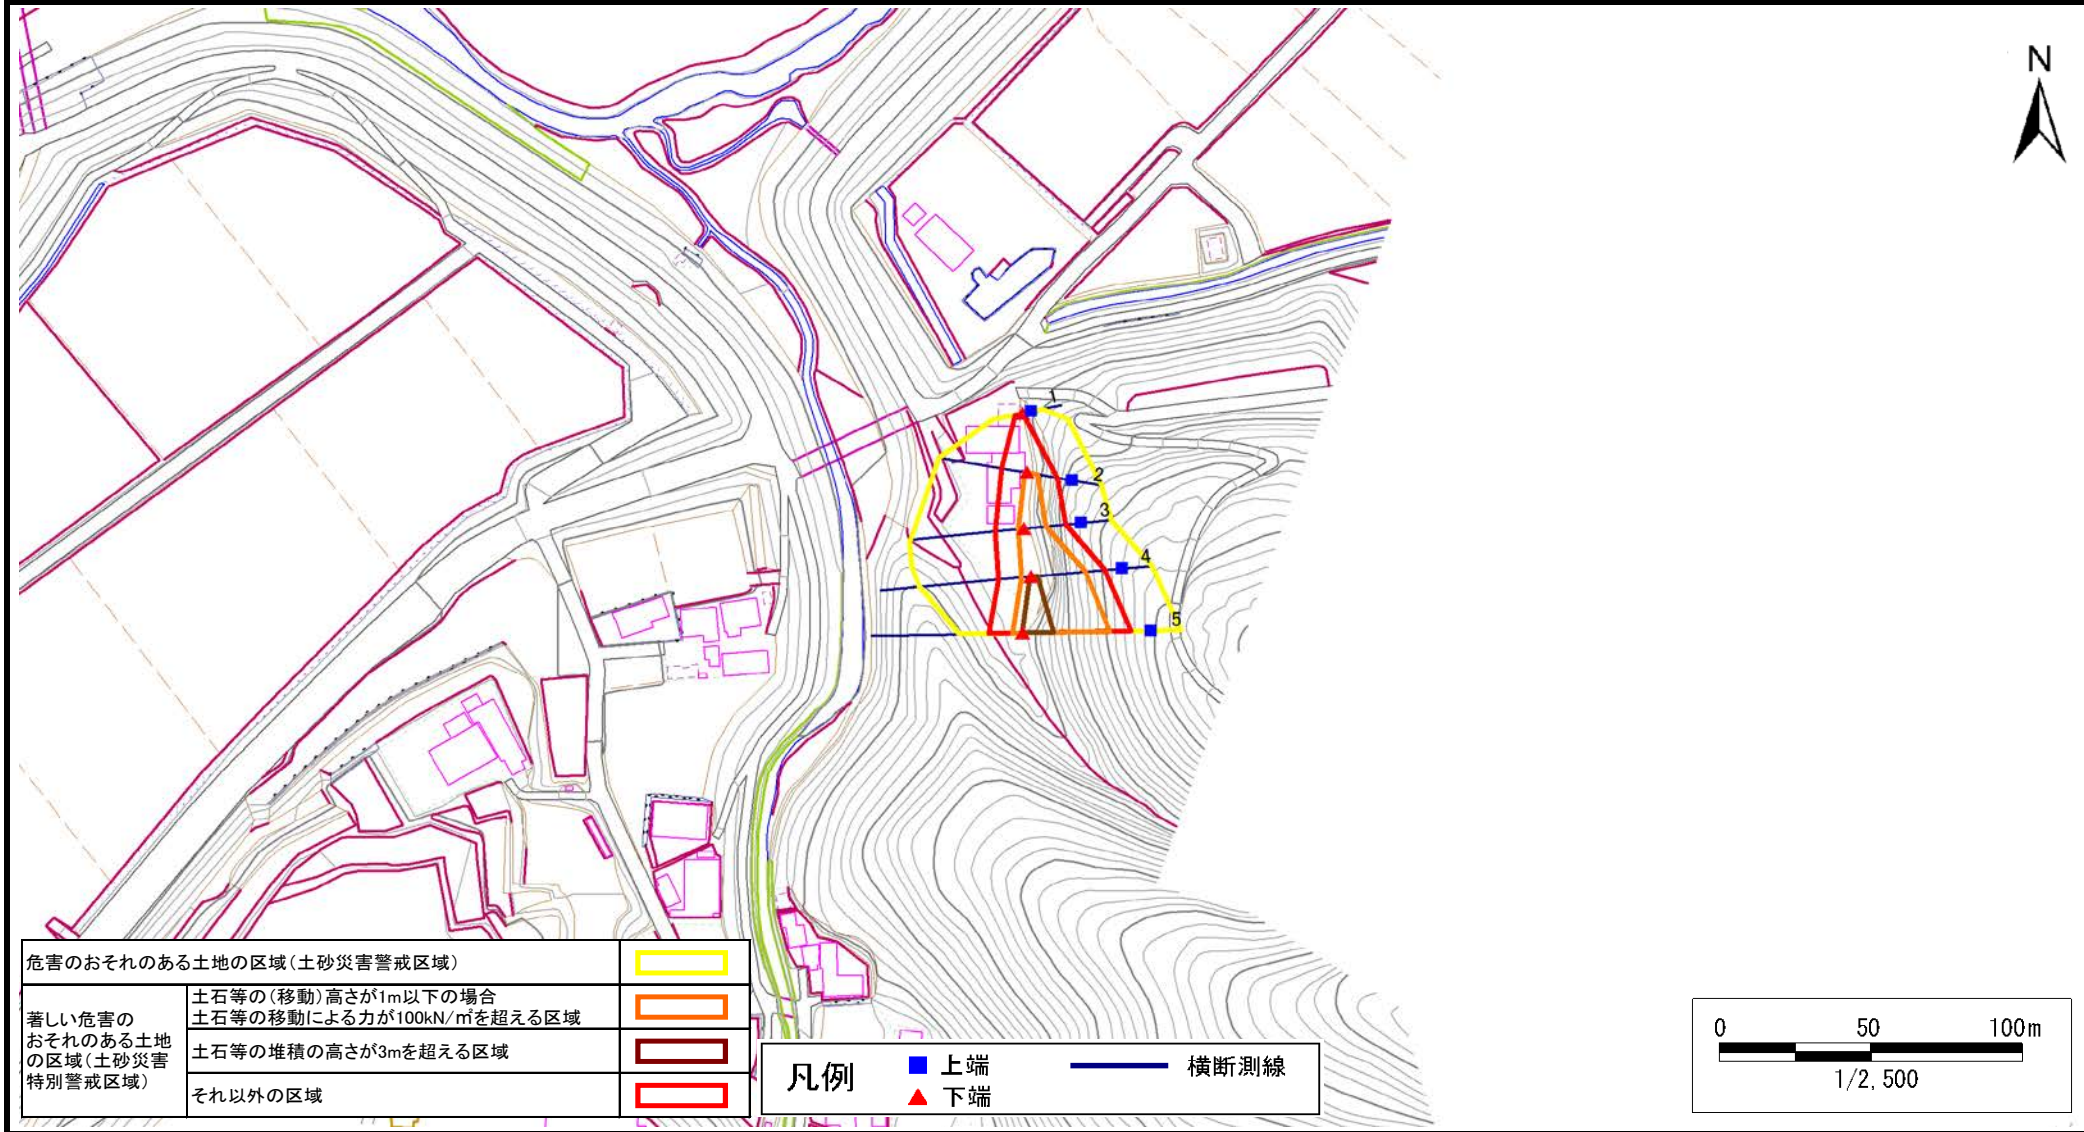 N
1
2
3
4
5
危害のおそれのある土地の区域(土砂災害警戒区域)
著しい危害の
おそれのある土地
の区域(土砂災害
特別警戒区域)
土石等の(移動)高さが1m以下の場合
土石等の移動による力が100kN/㎡を超える区域
土石等の堆積の高さが3mを超える区域
それ以外の区域
凡例
上端
下端
横断測線
0 50 100m
1/2,500